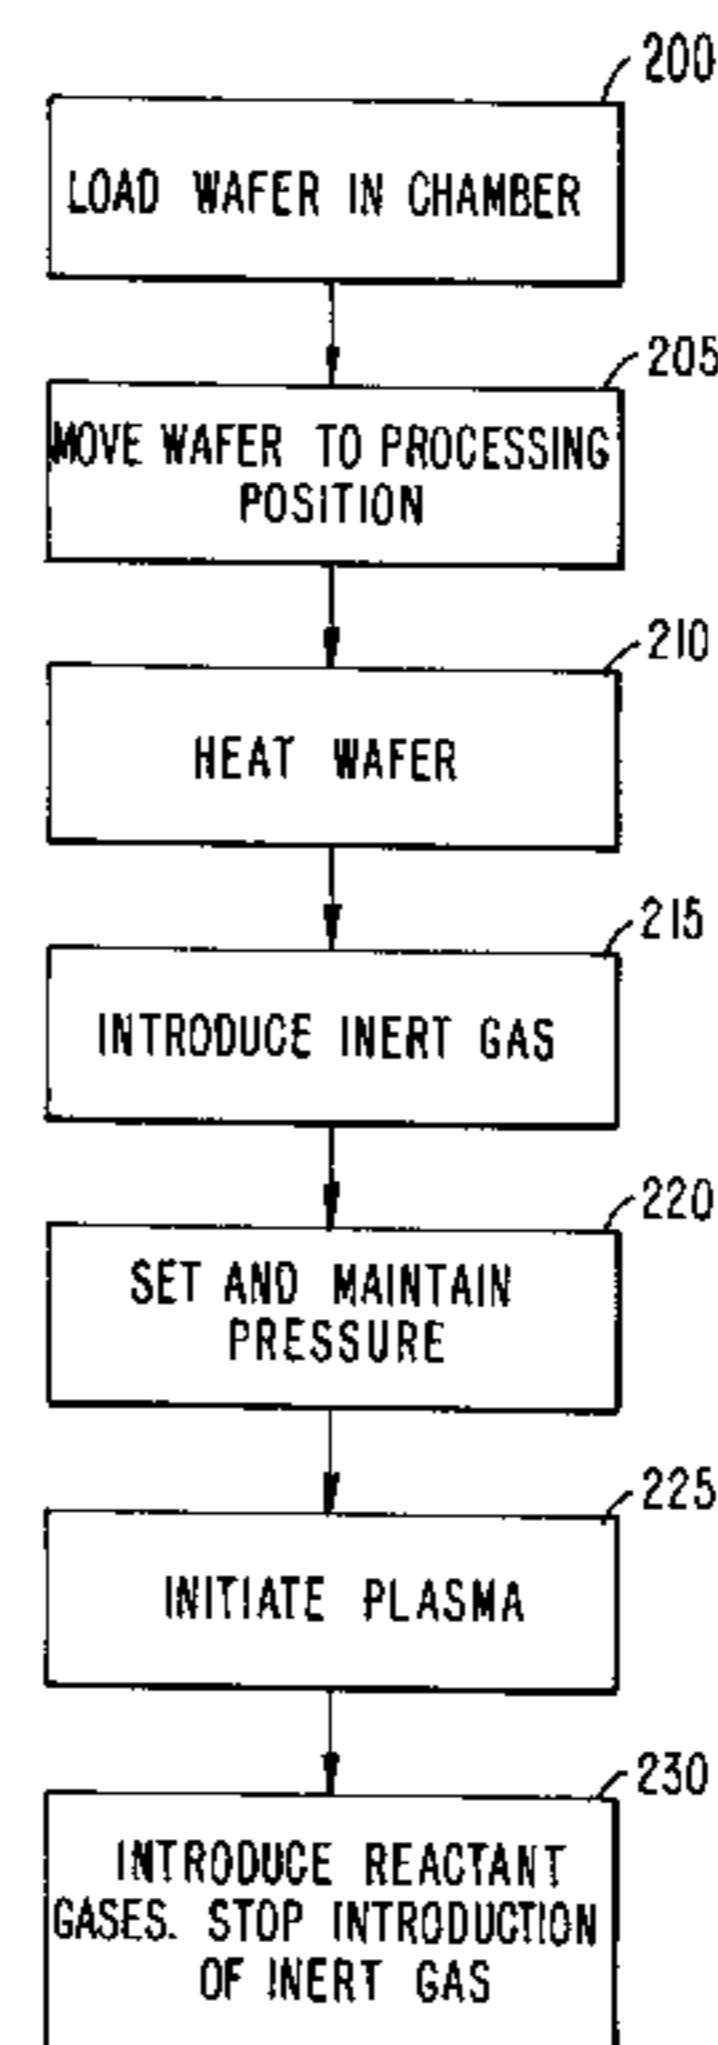 200
LOAD WAFER IN CHAMBER
205
MOVE WAFER TO PROCESSING
POSITION
210
HEAT WAFER
215
INTRODUCE INERT GAS
220
SET AND MAINTAIN
PRESSURE
225
INITIATE PLASMA
230
INTRODUCE REACTANT
GASES. STOP INTRODUCTION
OF INERT GAS